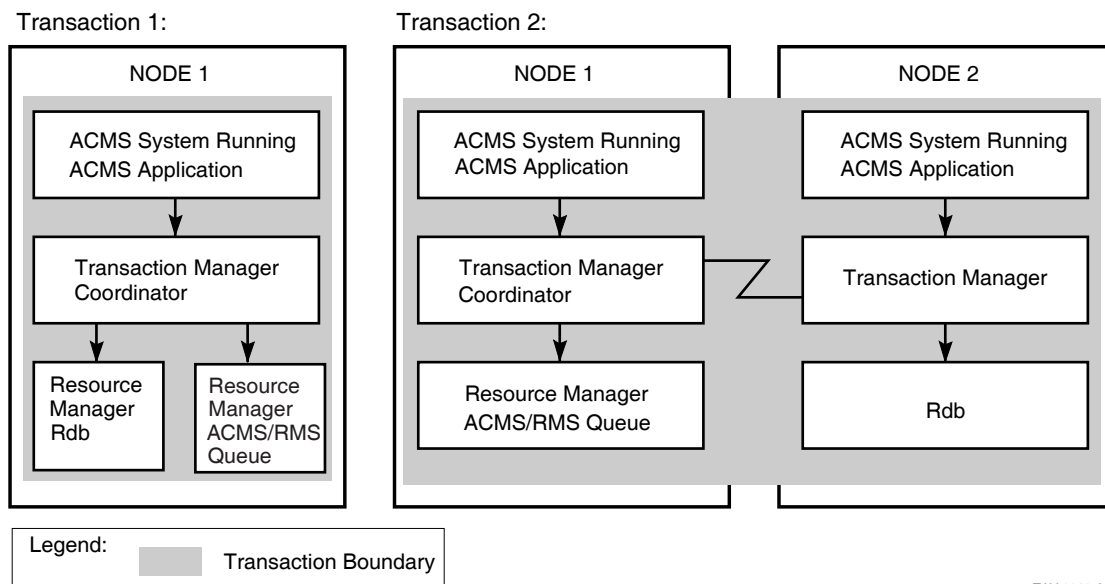 Transaction 1:
NODE 1
ACMS System Running
ACMS Application
Transaction Manager
Coordinator
Resource
Manager
Rdb
Resource
Manager
ACMS/RMS
Queue
Transaction 2:
NODE 1
ACMS System Running
ACMS Application
Transaction Manager
Coordinator
Resource Manager
ACMS/RMS Queue
NODE 2
ACMS System Running
ACMS Application
Transaction Manager
Rdb
Legend:
Transaction Boundary